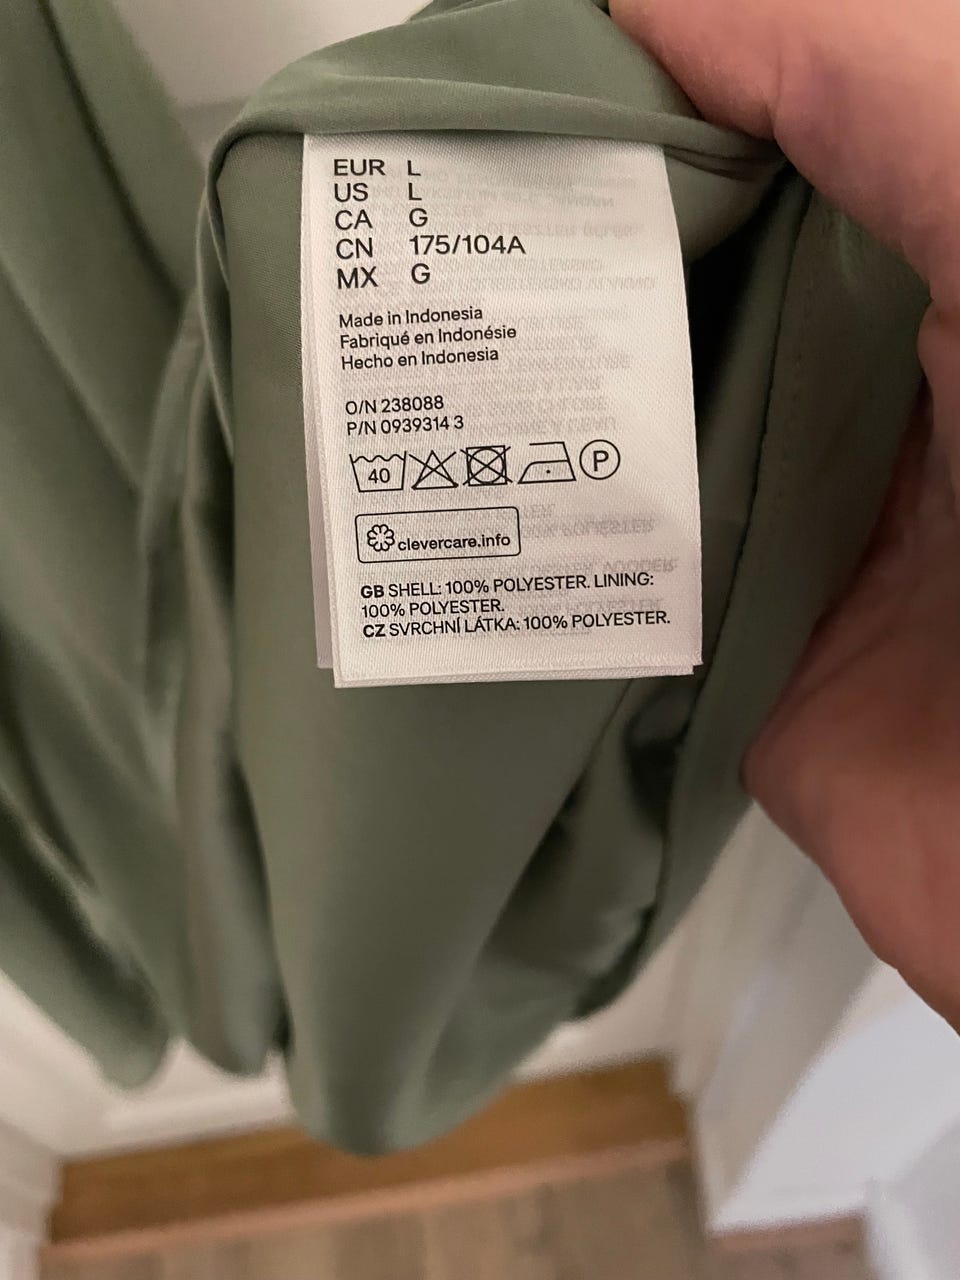 EUR L
US L
CA G
CN 175/104A
MX G
Made in Indonesia
Fabriqué en Indonésie
Hecho en Indonesia
O/N 238088
P/N 0939314 3
40
P
clevercare.info
GB SHELL: 100% POLYESTER. LINING:
100% POLYESTER.
CZ SVRCHNÍ LÁTKA: 100% POLYESTER.